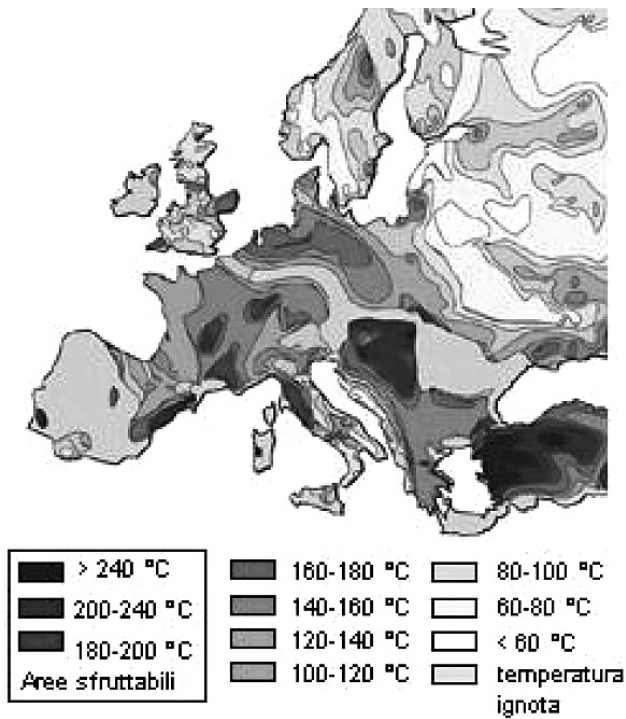 > 240 °C
200-240 °C
180-200 °C
Aree sfruttabili
160-180 °C
140-160 °C
120-140 °C
100-120 °C
80-100 °C
60-80 °C
< 60 °C
temperatura
ignota